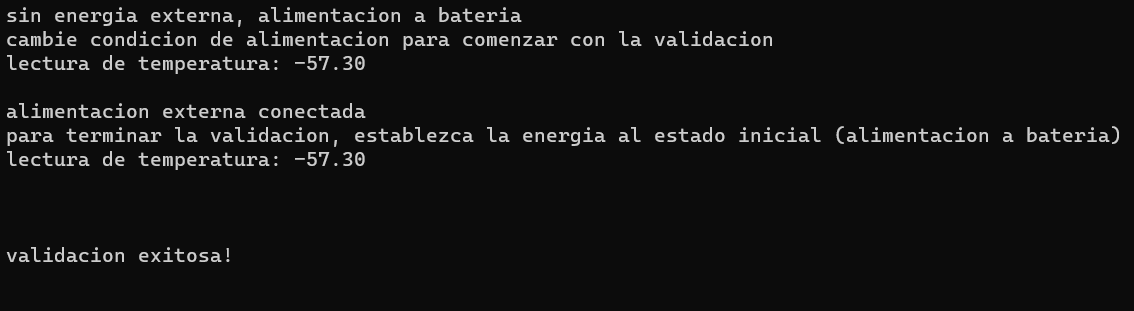 sin energia externa, alimentacion a bateria
cambie condicion de alimentacion para comenzar con la validacion
lectura de temperatura: -57.30
alimentacion externa conectada
para terminar la validacion, establezca la energia al estado inicial (alimentacion a bateria)
lectura de temperatura: -57.30
validacion exitosa!